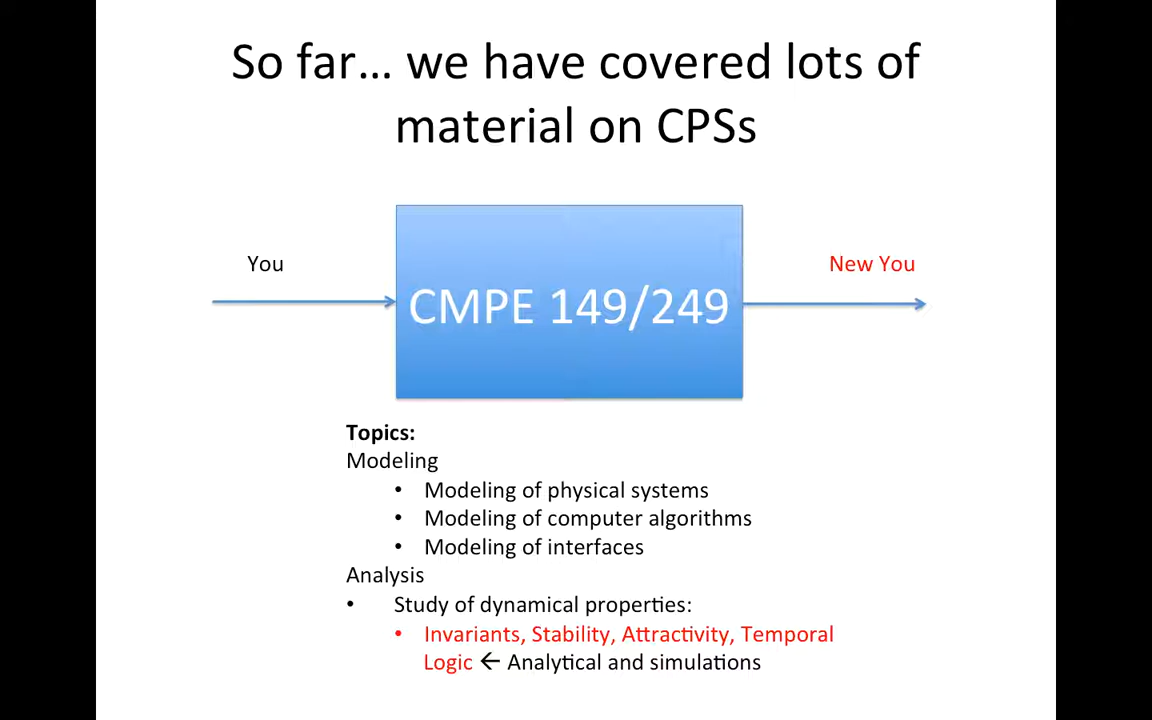 So far... we have covered lots of
material on CPSs
You
New You
CMPE 149/249
Topics:
Modeling
• Modeling of physical systems
• Modeling of computer algorithms
• Modeling of interfaces
Analysis
• Study of dynamical properties:
• Invariants, Stability, Attractivity, Temporal
Logic ← Analytical and simulations